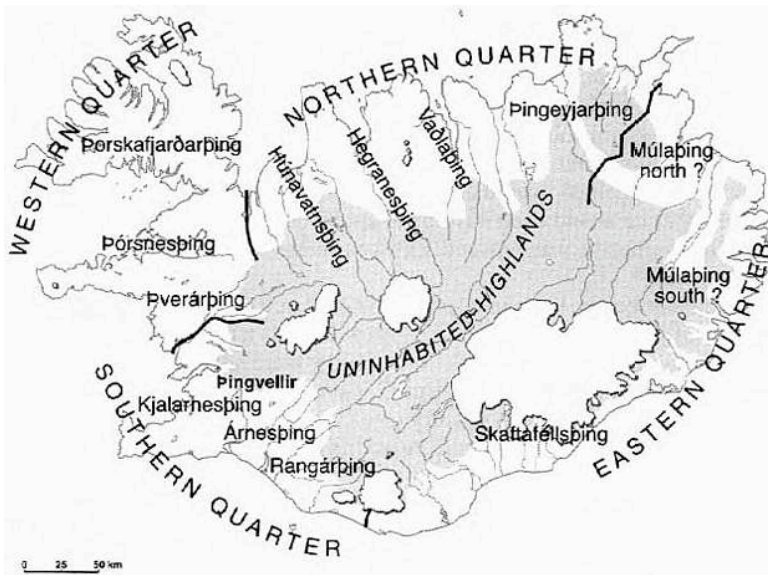 WESTERN QUARTER
NORTHERN QUARTER
Þingeyjarþing
Þorskafjarðarþing
Húnavatnsþing
Hegranesþing
Vaðlaþing
Múlaþing
north ?
Þórsnesþing
Þverárþing
Múlaþing
south ?
UNINHABITED HIGHLANDS
Þingvellir
Kjalarnesþing
Árnesþing
Rangárþing
Skaftafellsþing
SOUTHERN QUARTER
EASTERN QUARTER
0 25 50 km